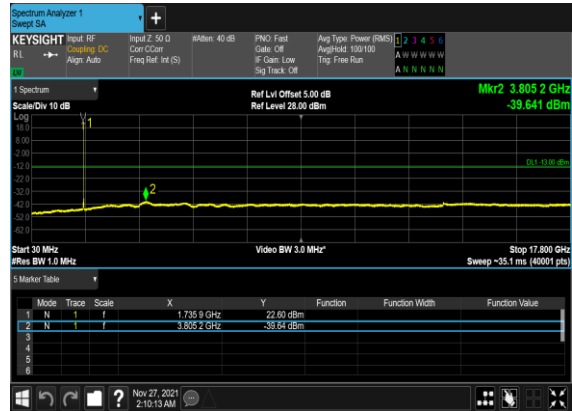 Spectrum Analyzer 1
Swept SA
+
KEYSIGHT Input: RF Input Z: 50 Ω #Atten: 40 dB PNO: Fast Avg Type: Power (RMS) 1 2 3 4 5 6
RL Coupling: DC Corr CCorr Gate: Off Avg|Hold: 100/100 A W W W W W
Align: Auto Freq Ref: Int (S) IF Gain: Low Trig: Free Run
Sig Track: Off A N N N N N
1 Spectrum Ref Lvl Offset 5.00 dB Mkr2 3.805 2 GHz
Scale/Div 10 dB Ref Level 28.00 dBm -39.641 dBm
Log
18.0
8.00
-2.00
-12.0
-22.0
-32.0
-42.0
-52.0
-62.0
1
2
DL1 -13.00 dBm
Start 30 MHz Video BW 3.0 MHz* Stop 17.800 GHz
#Res BW 1.0 MHz Sweep ~35.1 ms (40001 pts)
5 Marker Table
Mode Trace Scale X Y Function Function Width Function Value
1 N 1 f 1.735 9 GHz 22.60 dBm
2 N 1 f 3.805 2 GHz -39.64 dBm
3
4
5
6
? Nov 27, 2021
2:10:13 AM